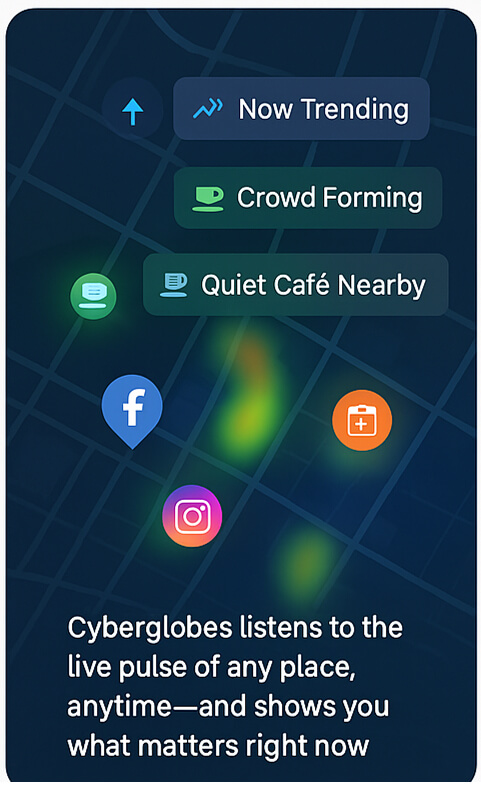 Now Trending
Crowd Forming
Quiet Café Nearby
Cyberglobes listens to the
live pulse of any place,
anytime—and shows you
what matters right now